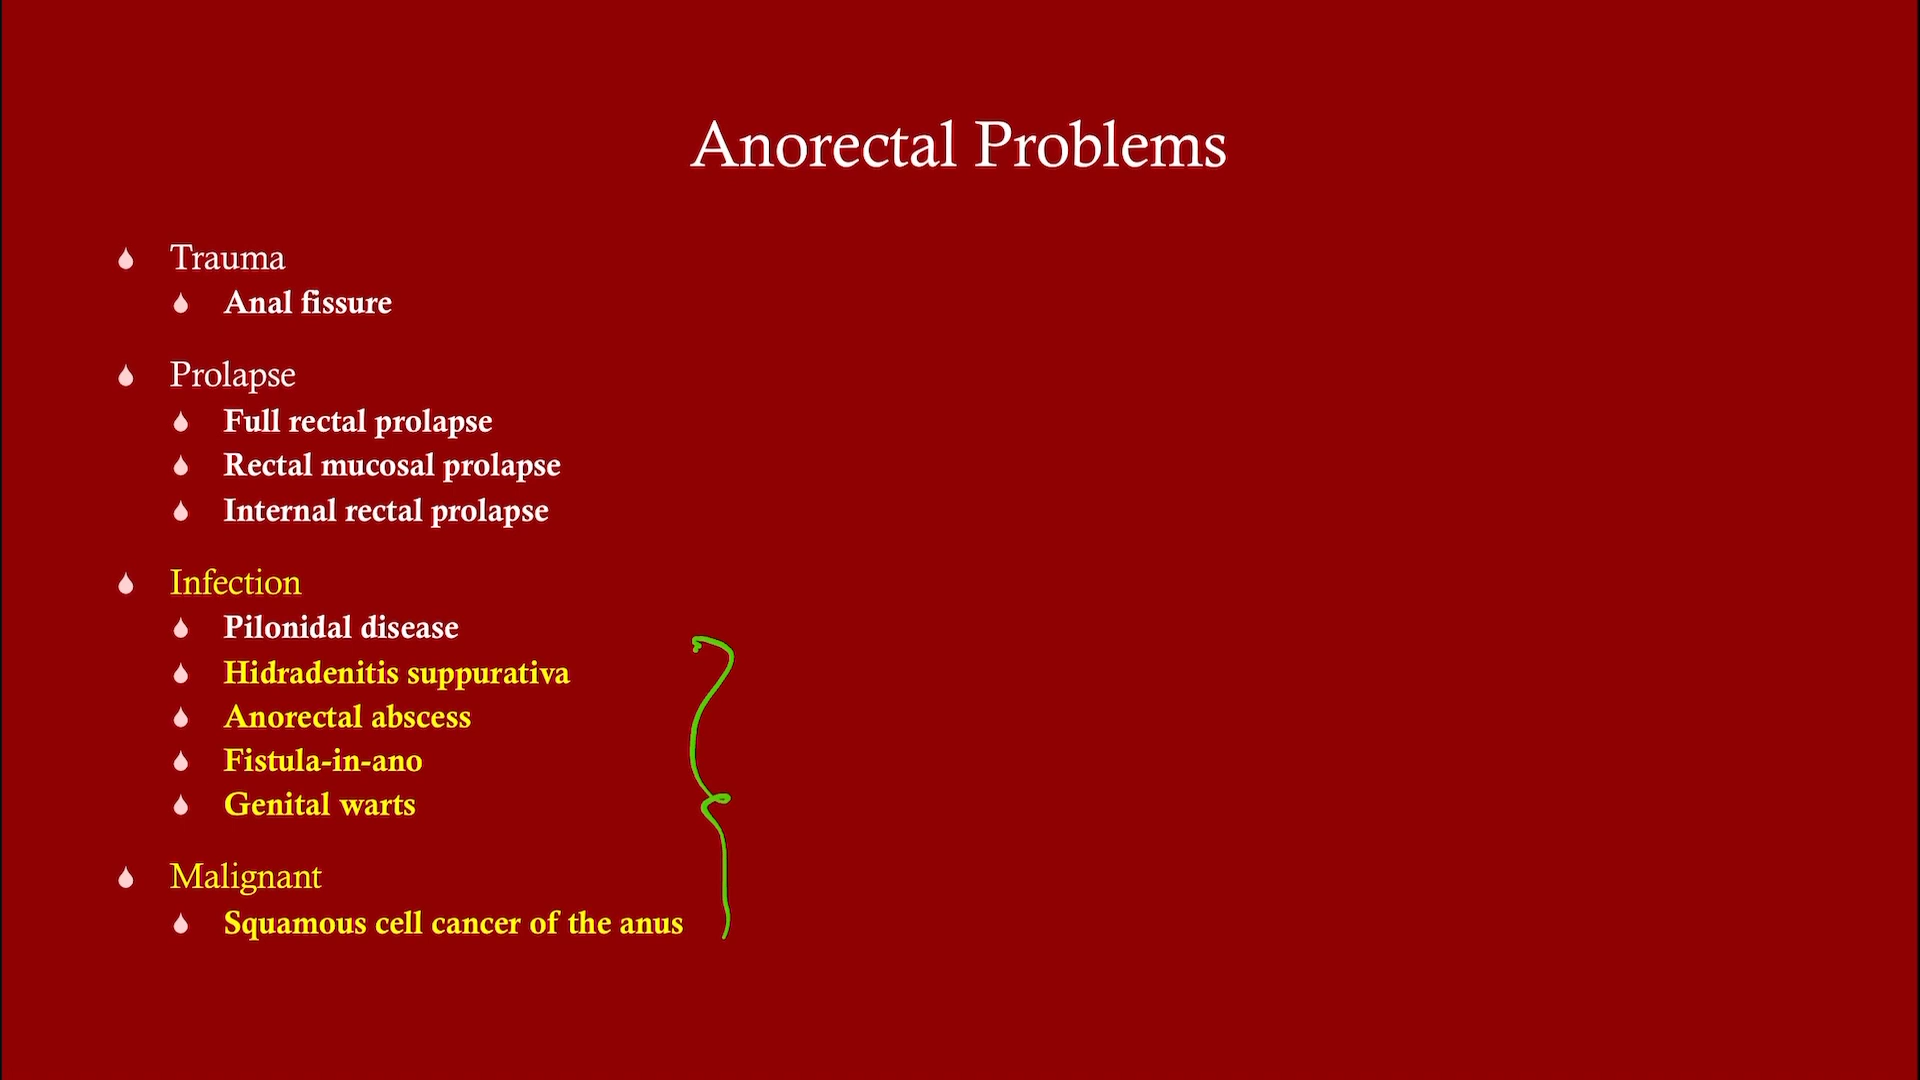 Anorectal Problems
Trauma
Anal fissure
Prolapse
Full rectal prolapse
Rectal mucosal prolapse
Internal rectal prolapse
Infection
Pilonidal disease
Hidradenitis suppurativa
Anorectal abscess
Fistula-in-ano
Genital warts
Malignant
Squamous cell cancer of the anus